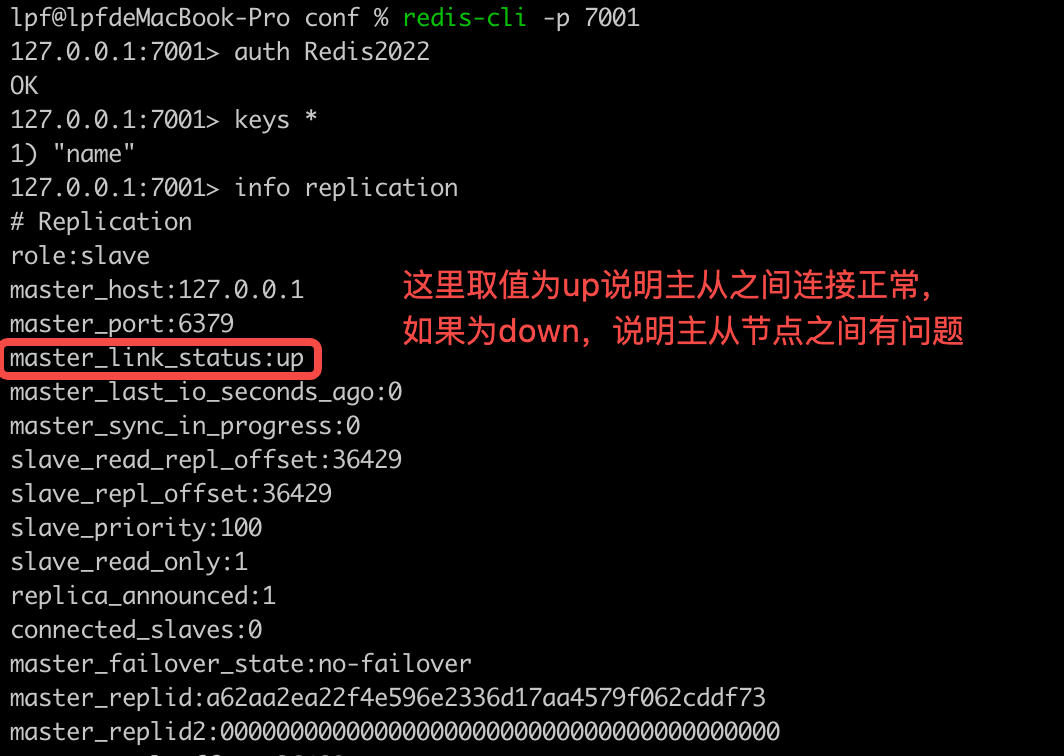 lpf@lpfdeMacBook-Pro conf % redis-cli -p 7001
127.0.0.1:7001> auth Redis2022
OK
127.0.0.1:7001> keys *
1) "name"
127.0.0.1:7001> info replication
# Replication
role:slave
master_host:127.0.0.1
这里取值为up说明主从之间连接正常，
master_port:6379
如果为down，说明主从节点之间有问题
master_link_status:up
master_last_io_seconds_ago:0
master_sync_in_progress:0
slave_read_repl_offset:36429
slave_repl_offset:36429
slave_priority:100
slave_read_only:1
replica_announced:1
connected_slaves:0
master_failover_state:no-failover
master_replid:a62aa2ea22f4e596e2336d17aa4579f062cddf73
master_replid2:0000000000000000000000000000000000000000